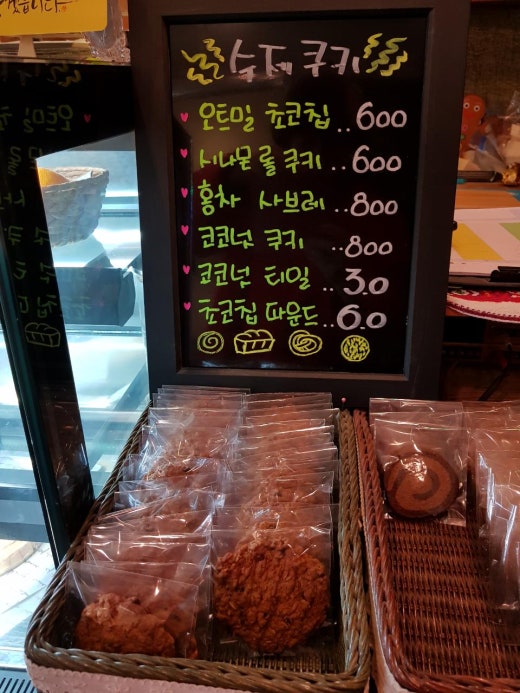 수제쿠키
오트밀 초코칩..600
시나몬롤쿠키..600
홍차 사브레..800
코코넛 쿠키..800
코코넛 티일..3.0
초코칩 파운드..6.0